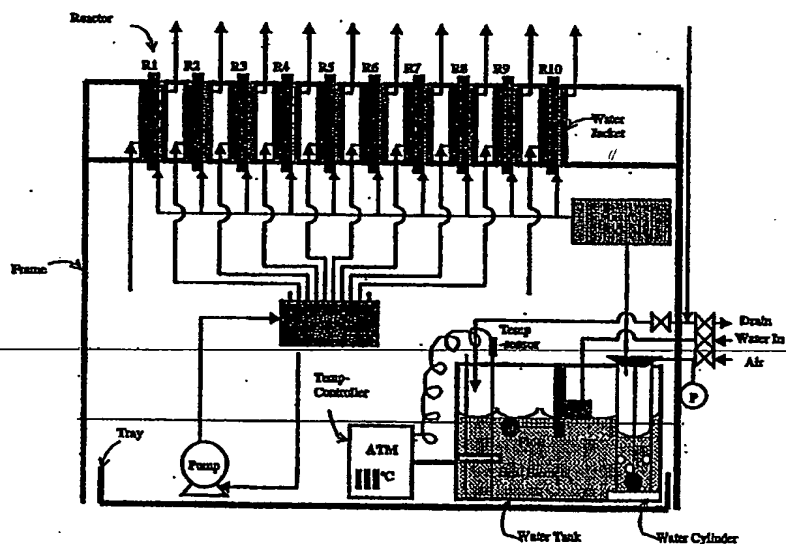 Reactor
R1 R2 R3 R4 R5 R6 R7 R8 R9 R10
Water
Jacket
Frame
Drain
Water In
Air
Temp
-sensor
Temp-
Controller
P
Tray
ATM
°C
Pump
Water Tank
Water Cylinder